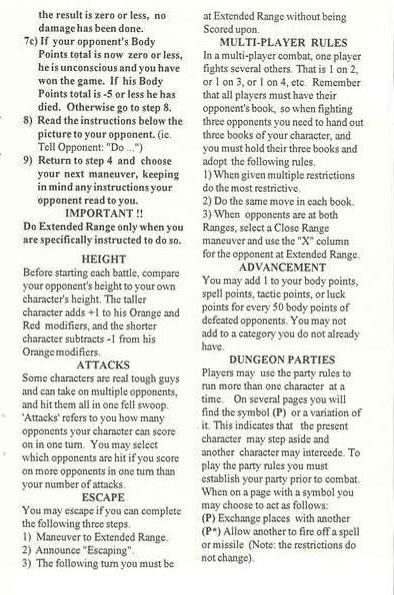 the result is zero or less, no
damage has been done.
7c) If your opponent's Body
Points total is now zero or less,
he is unconscious and you have
won the game. If his Body
Points total is -5 or less he has
died. Otherwise go to step 8.
8) Read the instructions below the
picture to your opponent. (ie.
Tell Opponent: "Do ...")
9) Return to step 4 and choose
your next maneuver, keeping
in mind any instructions your
opponent read to you.
IMPORTANT !!
Do Extended Range only when you
are specifically instructed to do so.
HEIGHT
Before starting each battle, compare
your opponent's height to your own
character's height. The taller
character adds +1 to his Orange and
Red modifiers, and the shorter
character subtracts -1 from his
Orange modifiers.
ATTACKS
Some characters are real tough guys
and can take on multiple opponents,
and hit them all in one fell swoop.
'Attacks' refers to you how many
opponents your character can score
on in one turn. You may select
which opponents are hit if you score
on more opponents in one turn than
your number of attacks.
ESCAPE
You may escape if you can complete
the following three steps.
1) Maneuver to Extended Range.
2) Announce "Escaping".
3) The following turn you must be
at Extended Range without being
Scored upon.
MULTI-PLAYER RULES
In a multi-player combat, one player
fights several others. That is 1 on 2,
or 1 on 3, or 1 on 4, etc. Remember
that all players must have their
opponent's book, so when fighting
three opponents you need to hand out
three books of your character, and
you must hold their three books and
adopt the following rules.
1) When given multiple restrictions
do the most restrictive.
2) Do the same move in each book.
3) When opponents are at both
Ranges, select a Close Range
maneuver and use the "X" column
for the opponent at Extended Range.
ADVANCEMENT
You may add 1 to your body points,
spell points, tactic points, or luck
points for every 50 body points of
defeated opponents. You may not
add to a category you do not already
have.
DUNGEON PARTIES
Players may use the party rules to
run more than one character at a
time. On several pages you will
find the symbol (P) or a variation of
it. This indicates that the present
character may step aside and
another character may intercede. To
play the party rules you must
establish your party prior to combat.
When on a page with a symbol you
may choose to act as follows:
(P) Exchange places with another
(P*) Allow another to fire off a spell
or missile (Note: the restrictions do
not change).